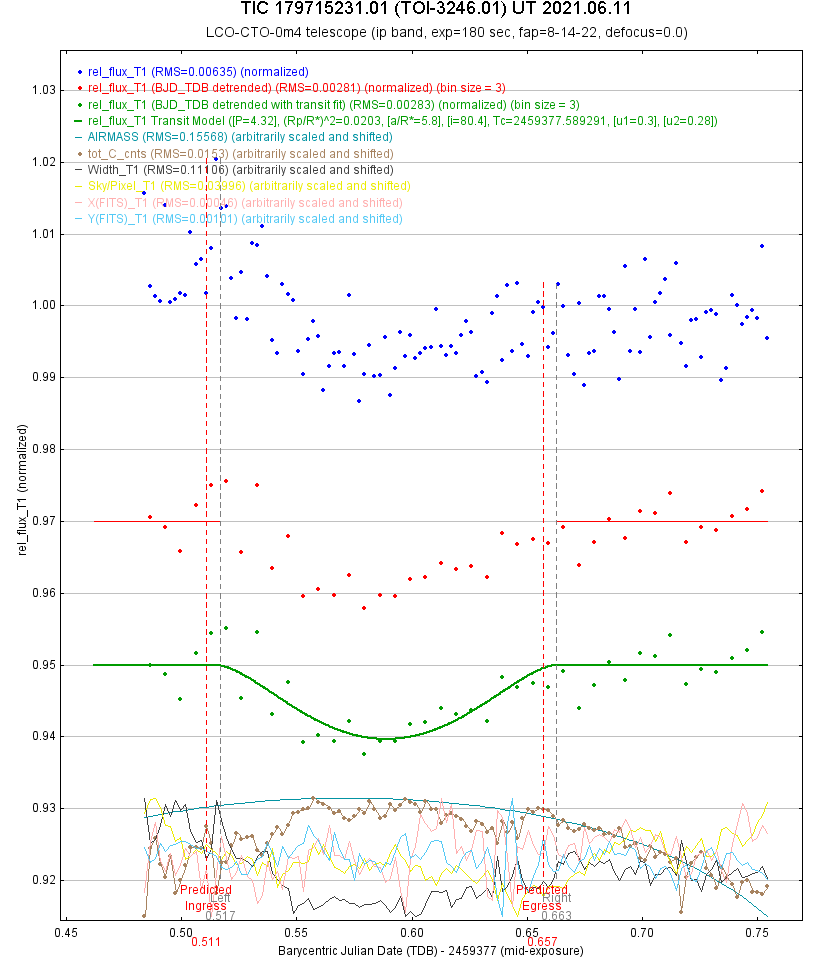 TIC 179715231.01 (TOI-3246.01) UT 2021.06.11
LCO-CTO-0m4 telescope (ip band, exp=180 sec, fap=8-14-22, defocus=0.0)
rel_flux_T1 (RMS=0.00635) (normalized)
rel_flux_T1 (BJD_TDB detrended) (RMS=0.00281) (normalized) (bin size = 3)
rel_flux_T1 (BJD_TDB detrended with transit fit) (RMS=0.00283) (normalized) (bin size = 3)
rel_flux_T1 Transit Model ([P=4.32], (Rp/R*)^2=0.0203, [a/R*=5.8], [i=80.4], Tc=2459377.589291, [u1=0.3], [u2=0.28])
AIRMASS (RMS=0.15568) (arbitrarily scaled and shifted)
tot_C_cnts (RMS=0.0153) (arbitrarily scaled and shifted)
Width_T1 (RMS=0.11106) (arbitrarily scaled and shifted)
Sky/Pixel_T1 (RMS=0.03996) (arbitrarily scaled and shifted)
X(FITS)_T1 (RMS=0.00046) (arbitrarily scaled and shifted)
Y(FITS)_T1 (RMS=0.00101) (arbitrarily scaled and shifted)
1.03
1.02
1.01
1.00
0.99
0.98
0.97
0.96
0.95
0.94
0.93
0.92
rel_flux_T1 (normalized)
Predicted
Ingress
0.511
Left
0.517
Predicted
Egress
0.657
Right
0.663
0.45
0.50
0.55
0.60
0.65
0.70
0.75
Barycentric Julian Date (TDB) - 2459377 (mid-exposure)